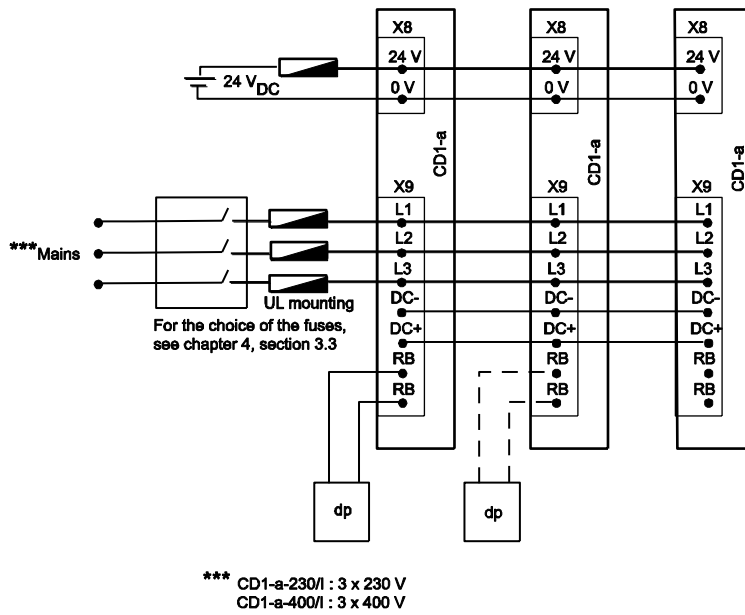 X8
X8
X8
24 V
24 V
24 V
24 V DC
0 V
0 V
0 V
CD1-a
CD1-a
CD1-a
X9
X9
X9
L1
L1
L1
L2
L2
L2
***Mains
L3
L3
L3
UL mounting
DC-
DC-
DC-
For the choice of the fuses,
see chapter 4, section 3.3
DC+
DC+
DC+
RB
RB
RB
RB
RB
RB
dp
dp
*** CD1-a-230/I : 3 x 230 V
CD1-a-400/I : 3 x 400 V